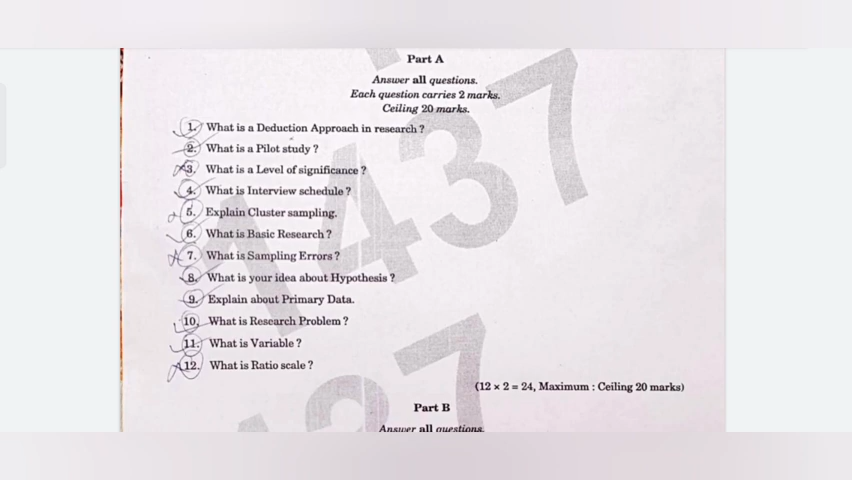 Part A
Answer all questions.
Each question carries 2 marks.
Ceiling 20 marks.
1. What is a Deduction Approach in research ?
2. What is a Pilot study ?
3. What is a Level of significance ?
4. What is Interview schedule ?
5. Explain Cluster sampling.
6. What is Basic Research ?
7. What is Sampling Errors ?
8. What is your idea about Hypothesis ?
9. Explain about Primary Data.
10. What is Research Problem ?
11. What is Variable ?
12. What is Ratio scale ?
(12 × 2 = 24, Maximum : Ceiling 20 marks)
Part B
Answer all questions.
1437
137